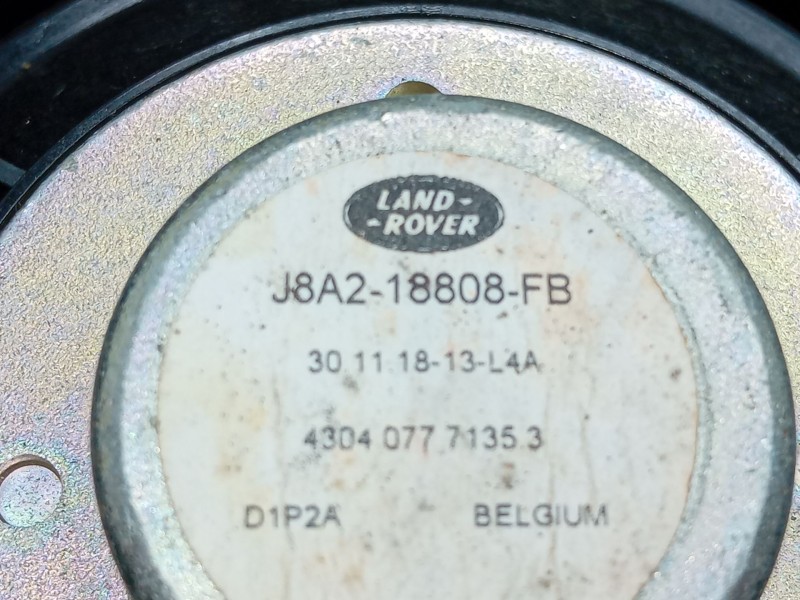 LAND-
-ROVER
J8A2-18808-FB
30 11 18-13-L4A
4304 077 7135 3
D1P2A BELGIUM